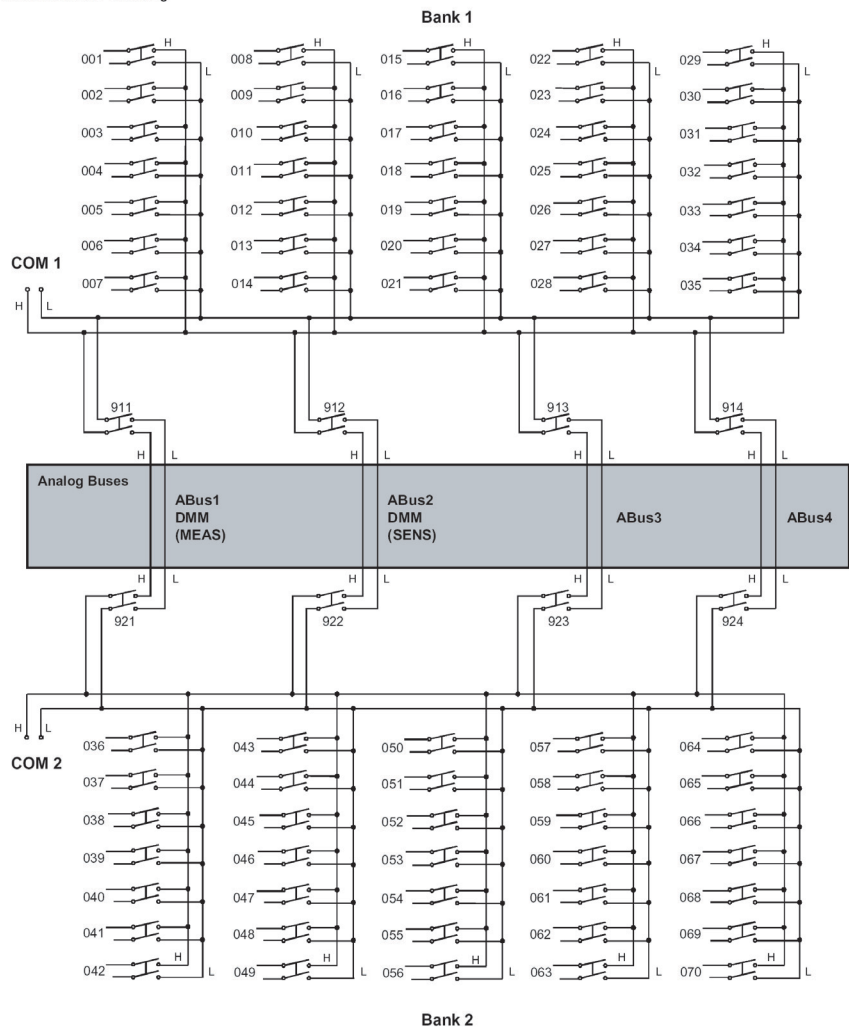 Bank 1
001 H 008 H 015 H 022 H 029 H
L L L L L
002 009 016 023 030
003 010 017 024 031
004 011 018 025 032
005 012 019 026 033
006 013 020 027 034
COM 1
007 014 021 028 035
H L
911 912 913 914
H L H L H L H L
Analog Buses
ABus1
DMM
(MEAS)
ABus2
DMM
(SENS)
ABus3
ABus4
H L H L H L H L
921 922 923 924
H L
COM 2
036 043 050 057 064
037 044 051 058 065
038 045 052 059 066
039 046 053 060 067
040 047 054 061 068
041 048 055 062 069
042 H L 049 H L 056 H L 063 H L 070 H L
Bank 2